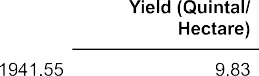 Yield (Quintal/
Hectare)
1941.55 9.83